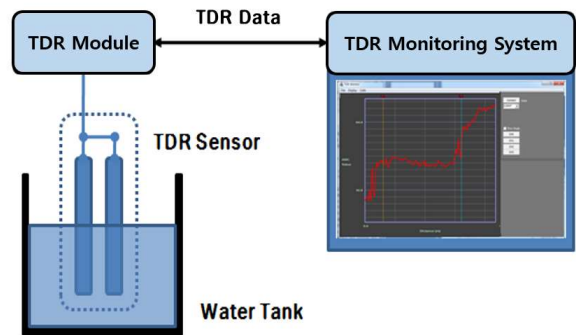 TDR Module
TDR Data
TDR Monitoring System
TDR Sensor
Water Tank